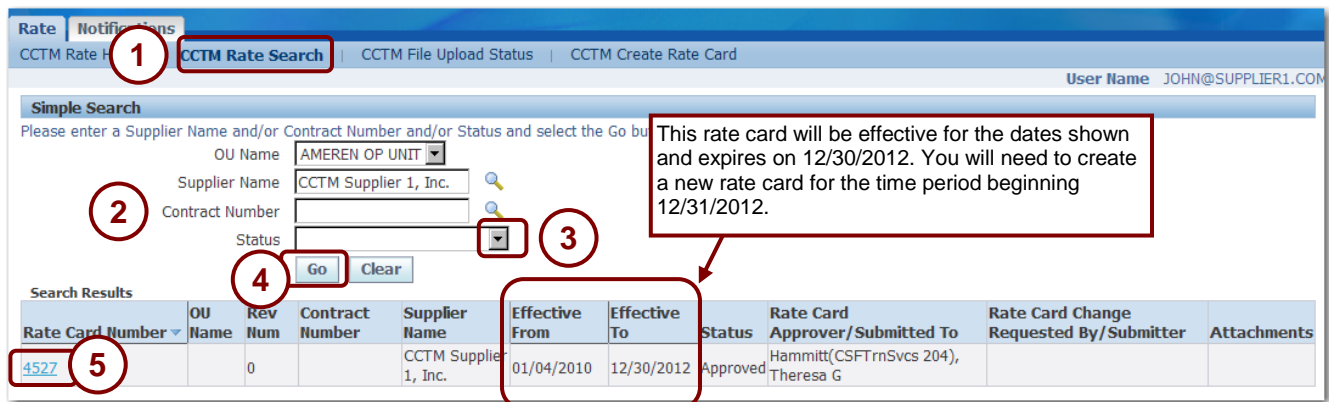 Rate Notifications
CCTM Rate 1 CCTM Rate Search | CCTM File Upload Status | CCTM Create Rate Card
User Name JOHN@SUPPLIER1.COM
Simple Search
Please enter a Supplier Name and/or Contract Number and/or Status and select the Go
This rate card will be effective for the dates shown
and expires on 12/30/2012. You will need to create
a new rate card for the time period beginning
12/31/2012.
OU Name AMEREN OP UNIT
Supplier Name CCTM Supplier 1, Inc.
2 Contract Number
Status 3
4 Go Clear
Search Results
Rate Card Number OU Name Rev Num Contract Number Supplier Name Effective From Effective To Status Rate Card Approver/Submitted To Rate Card Change Requested By/Submitter Attachments
4527 5 0 CCTM Supplier 1, Inc. 01/04/2010 12/30/2012 Approved Hammitt(CSFTrnSvcs 204), Theresa G